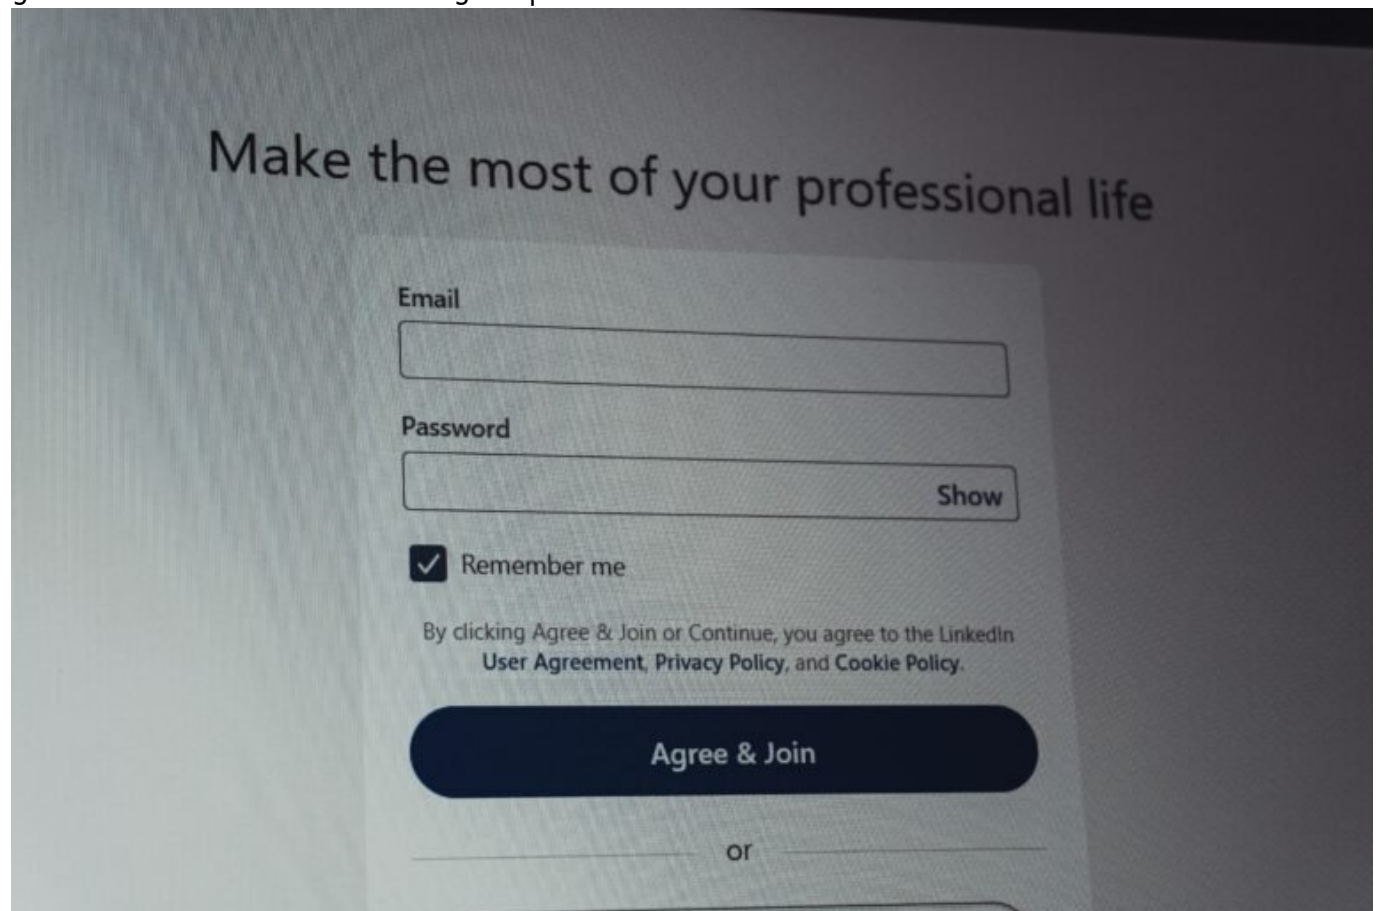 Make the most of your professional life
Email
Password
Show
Remember me
By clicking Agree & Join or Continue, you agree to the LinkedIn
User Agreement, Privacy Policy, and Cookie Policy.
Agree & Join
or